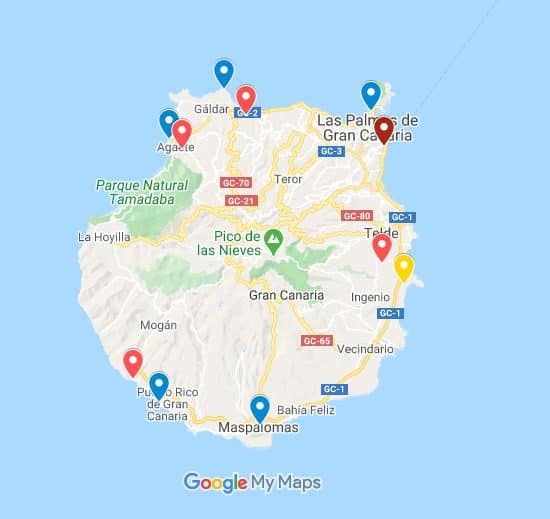 Gáldar
GC-2
Las Palmas de
Gran Canaria
Agaete
GC-3
Teror
GC-70
Parque Natural
Tamadaba
GC-21
GC-80
GC-1
La Hoyilla
Pico de
las Nieves
Telde
Gran Canaria
Ingenio
GC-1
Mogán
GC-65
Vecindario
Puerto Rico
de Gran
Canaria
GC-1
Bahía Feliz
Maspalomas
Google My Maps